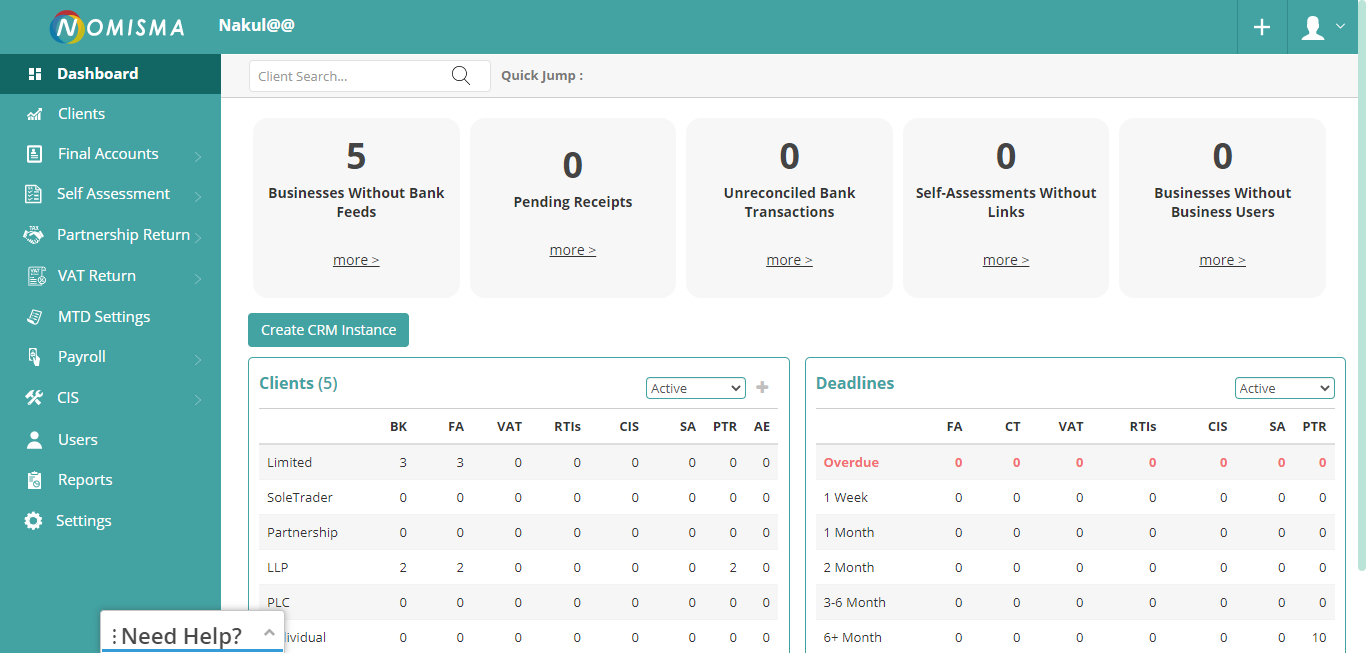 NOMISMA
Nakul@@
Dashboard
Clients
Final Accounts
Self Assessment
TAX
Partnership Return
VAT
VAT Return
MTD Settings
Payroll
CIS
Users
Reports
Settings
Client Search...
Quick Jump :
5
Businesses Without Bank
Feeds
more >
0
Pending Receipts
more >
0
Unreconciled Bank
Transactions
more >
0
Self-Assessments Without
Links
more >
0
Businesses Without
Business Users
more >
Create CRM Instance
Clients (5)
Active
BK FA VAT RTIs CIS SA PTR AE
Limited 3 3 0 0 0 0 0 0
SoleTrader 0 0 0 0 0 0 0 0
Partnership 0 0 0 0 0 0 0 0
LLP 2 2 0 0 0 0 2 0
PLC 0 0 0 0 0 0 0 0
ividual 0 0 0 0 0 0 0 0
Deadlines
Active
FA CT VAT RTIs CIS SA PTR
Overdue 0 0 0 0 0 0 0
1 Week 0 0 0 0 0 0 0
1 Month 0 0 0 0 0 0 0
2 Month 0 0 0 0 0 0 0
3-6 Month 0 0 0 0 0 0 0
6+ Month 0 0 0 0 0 0 10
Need Help?